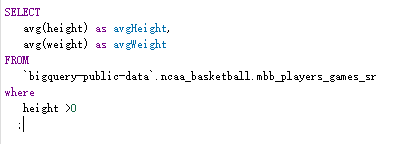 SELECT
avg(height) as avgHeight,
avg(weight) as avgWeight
FROM
`bigquery-public-data`.ncaa_basketball.mbb_players_games_sr
where
height >0
;